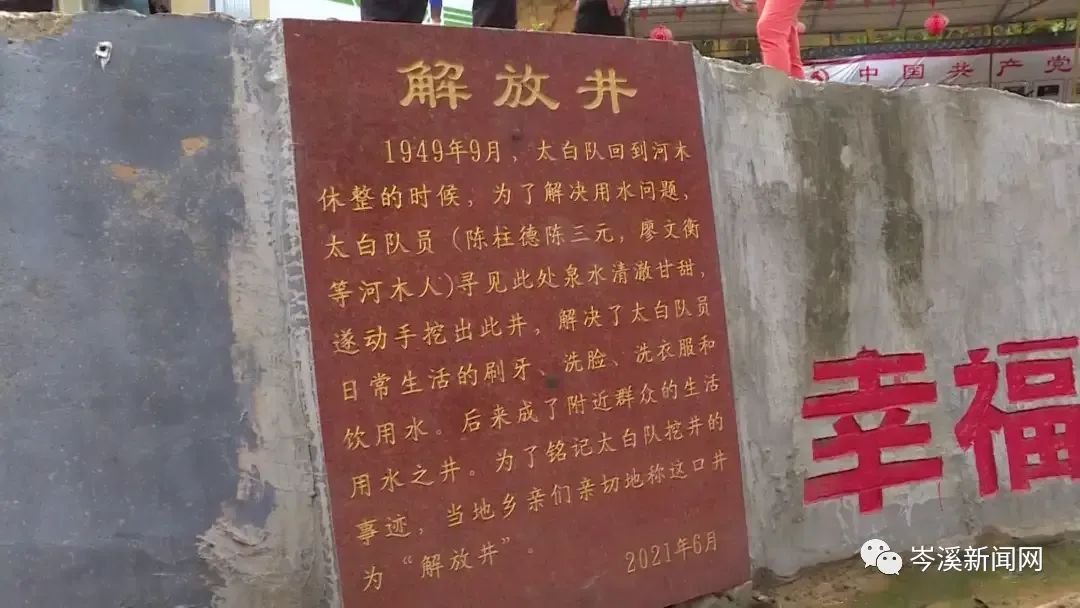 解放井
1949年9月，太白队回到河木
休整的时候，为了解决用水问题，
太白队员（陈柱德陈三元，廖文衡
等河木人)寻见此处泉水清澈甘甜，
遂动手挖出此井，解决了太白队员
日常生活的刷牙、洗脸、洗衣服和
饮用水。后来成了附近群众的生活
用水之井。为了铭记太白队挖井的
事迹，当地乡亲们亲切地称这口井
为“解放井”。
2021年6月
中国共产党
幸福
岑溪新闻网